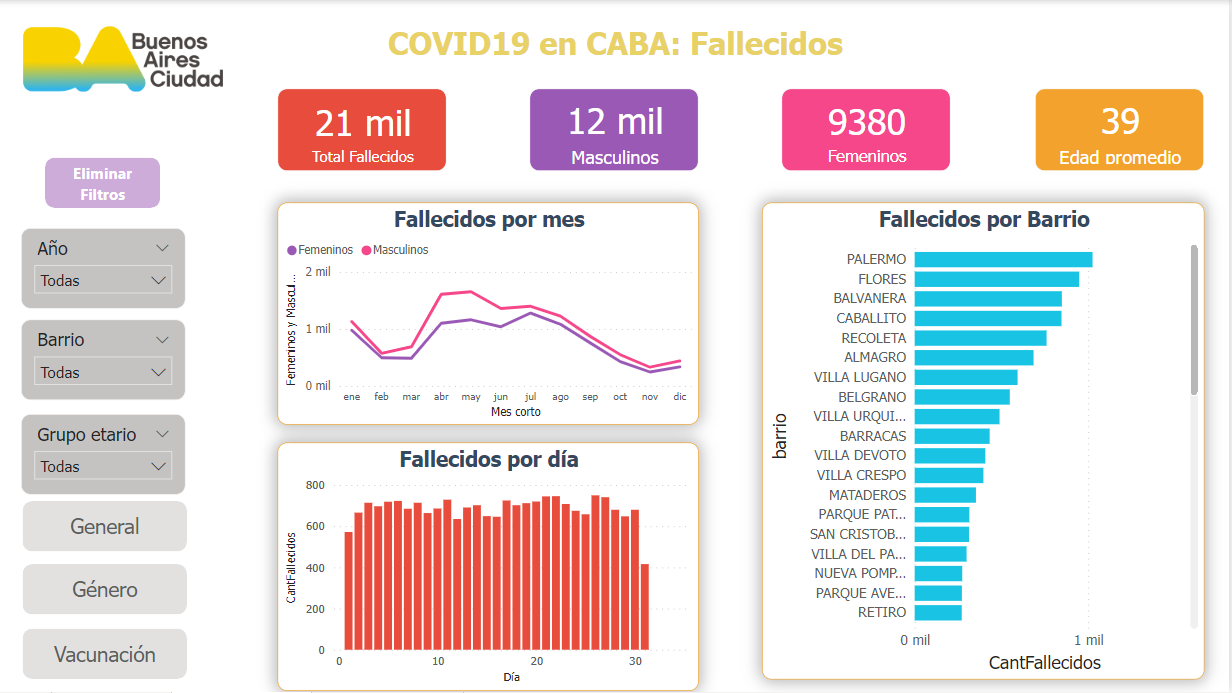 Buenos
Aires
Ciudad
COVID19 en CABA: Fallecidos
21 mil
Total Fallecidos
12 mil
Masculinos
9380
Femeninos
39
Edad promedio
Eliminar
Filtros
Año
Todas
Barrio
Todas
Grupo etario
Todas
General
Género
Vacunación
Fallecidos por mes
Femeninos Masculinos
Femeninos y Mascul...
2 mil
1 mil
0 mil
ene feb mar abr may jun jul ago sep oct nov dic
Mes corto
Fallecidos por día
CantFallecidos
800
600
400
200
0
0 10 20 30
Día
Fallecidos por Barrio
barrio
PALERMO
FLORES
BALVANERA
CABALLITO
RECOLETA
ALMAGRO
VILLA LUGANO
BELGRANO
VILLA URQUI...
BARRACAS
VILLA DEVOTO
VILLA CRESPO
MATADEROS
PARQUE PAT...
SAN CRISTOB...
VILLA DEL PA...
NUEVA POMP...
PARQUE AVE...
RETIRO
0 mil 1 mil
CantFallecidos